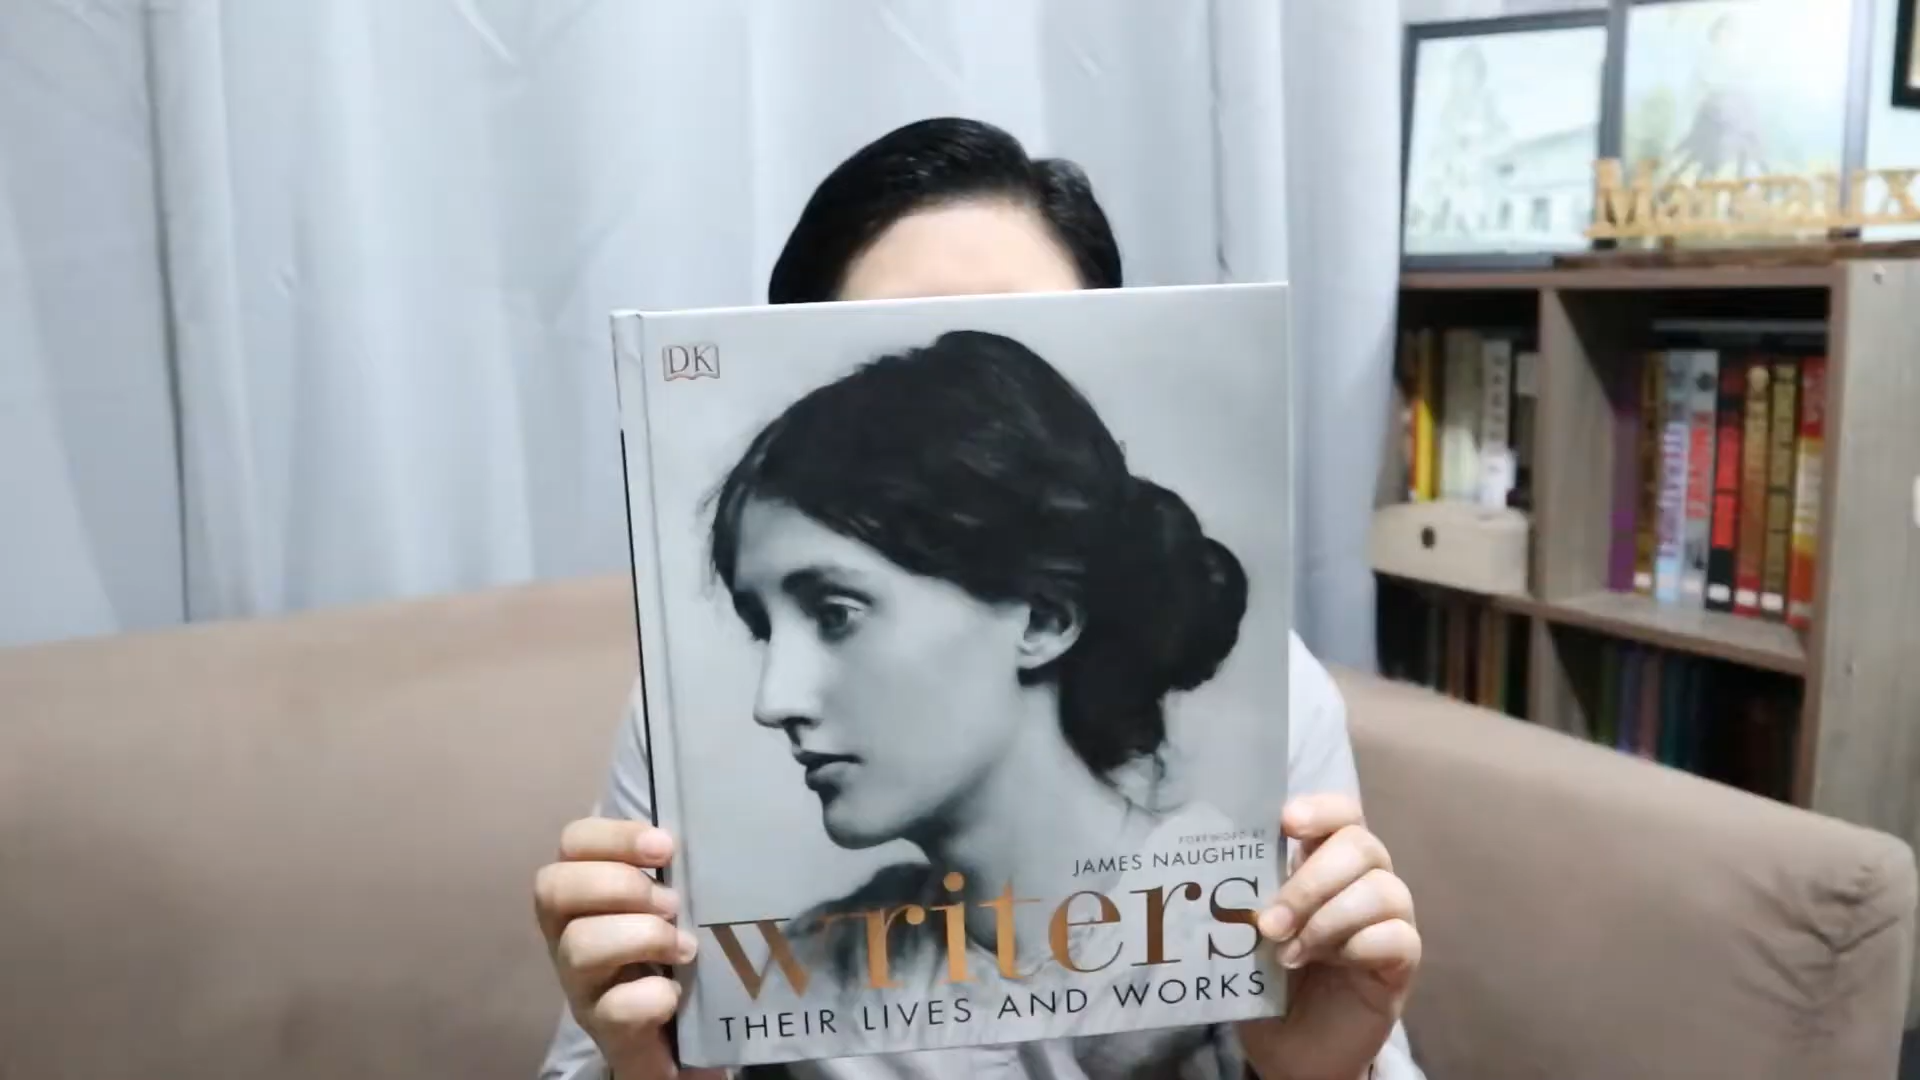 DK
FOREWORD BY
JAMES NAUGHTIE
writers
THEIR LIVES AND WORKS